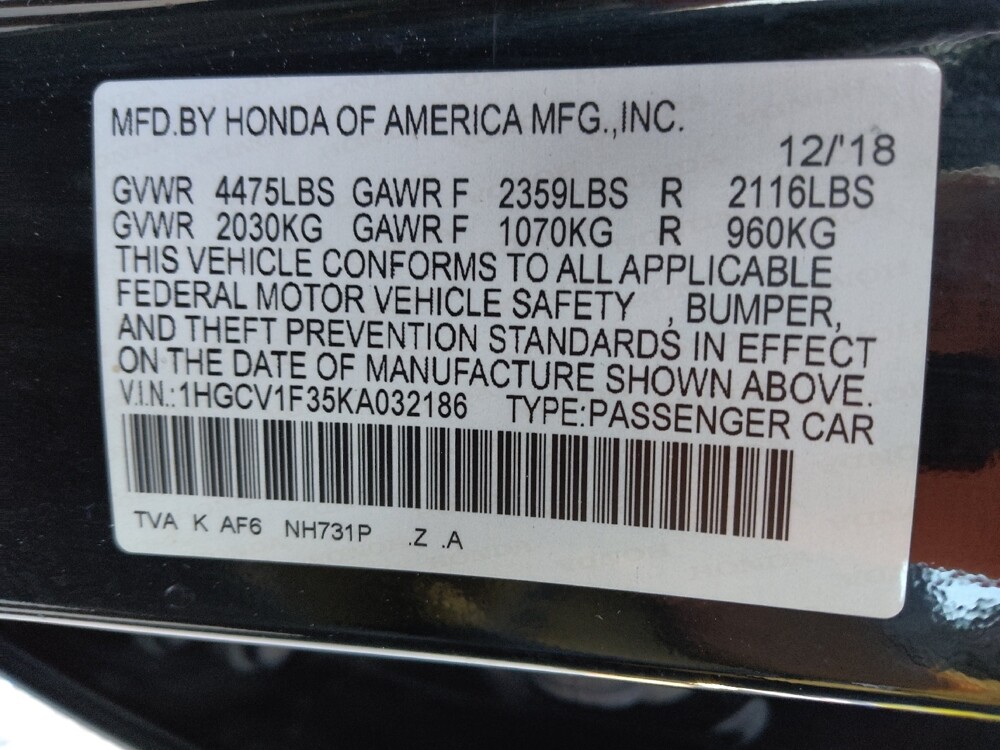 MFD.BY HONDA OF AMERICA MFG.,INC.
12/'18
GVWR 4475LBS GAWR F 2359LBS R 2116LBS
GVWR 2030KG GAWR F 1070KG R 960KG
THIS VEHICLE CONFORMS TO ALL APPLICABLE
FEDERAL MOTOR VEHICLE SAFETY , BUMPER,
AND THEFT PREVENTION STANDARDS IN EFFECT
ON THE DATE OF MANUFACTURE SHOWN ABOVE.
V.I.N.:1HGCV1F35KA032186 TYPE:PASSENGER CAR
TVA K AF6 NH731P .Z .A